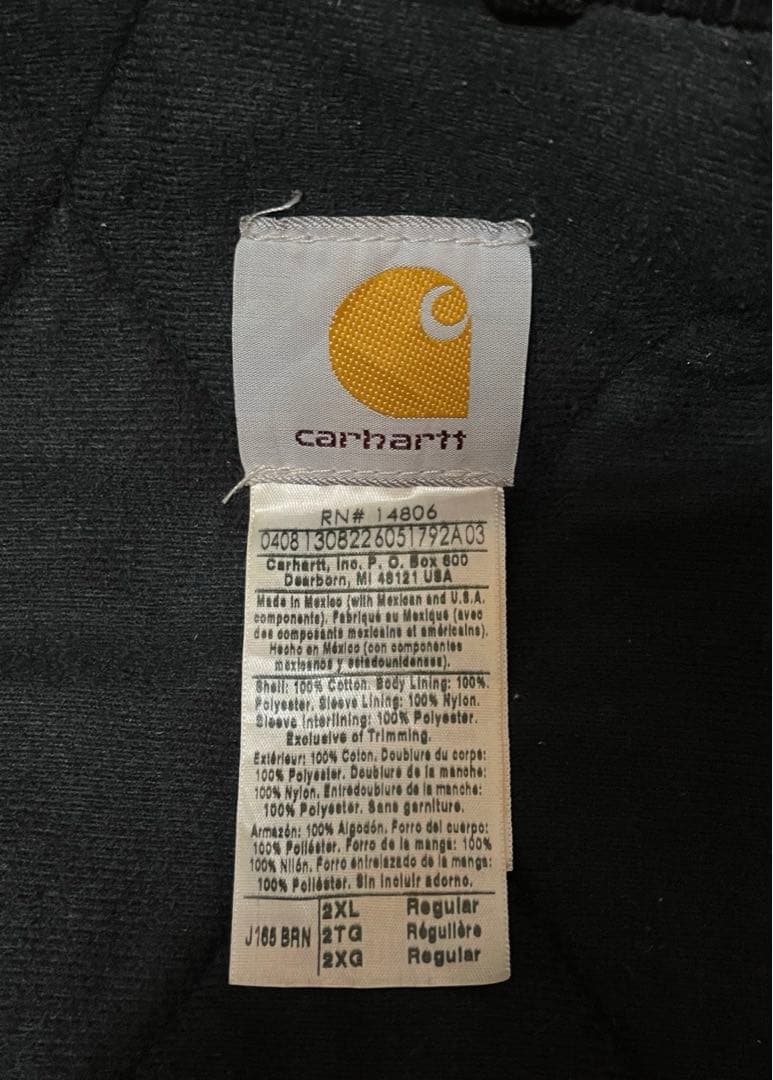 carhartt
RN# 14806
04081308226051792A03
Carhartt, Inc. P. O. Box 600
Dearborn, MI 48121 USA
Made in Mexico (with Mexican and U.S.A.
components). Fabriqué au Mexique (avec
des composants mexicains et américains).
Hecho en México (con componentes
mexicanos y estadounidenses).
Shell: 100% Cotton. Body Lining: 100%.
Polyester. Sleeve Lining: 100% Nylon.
Sleeve Interlining: 100% Polyester.
Exclusive of Trimming.
Extérieur: 100% Coton. Doublure du corps:
100% Polyester. Doublure de la manche:
100% Nylon. Entredoublure de la manche:
100% Polyester. Sans garniture.
Armazón: 100% Algodón. Forro del cuerpo:
100% Poliéster. Forro de la manga: 100%
100% Nilón. Forro entrelazado de la manga:
100% Poliéster. Sin incluir adorno.
2XL Regular
J165 BRN 2TG Régulière
2XG Regular